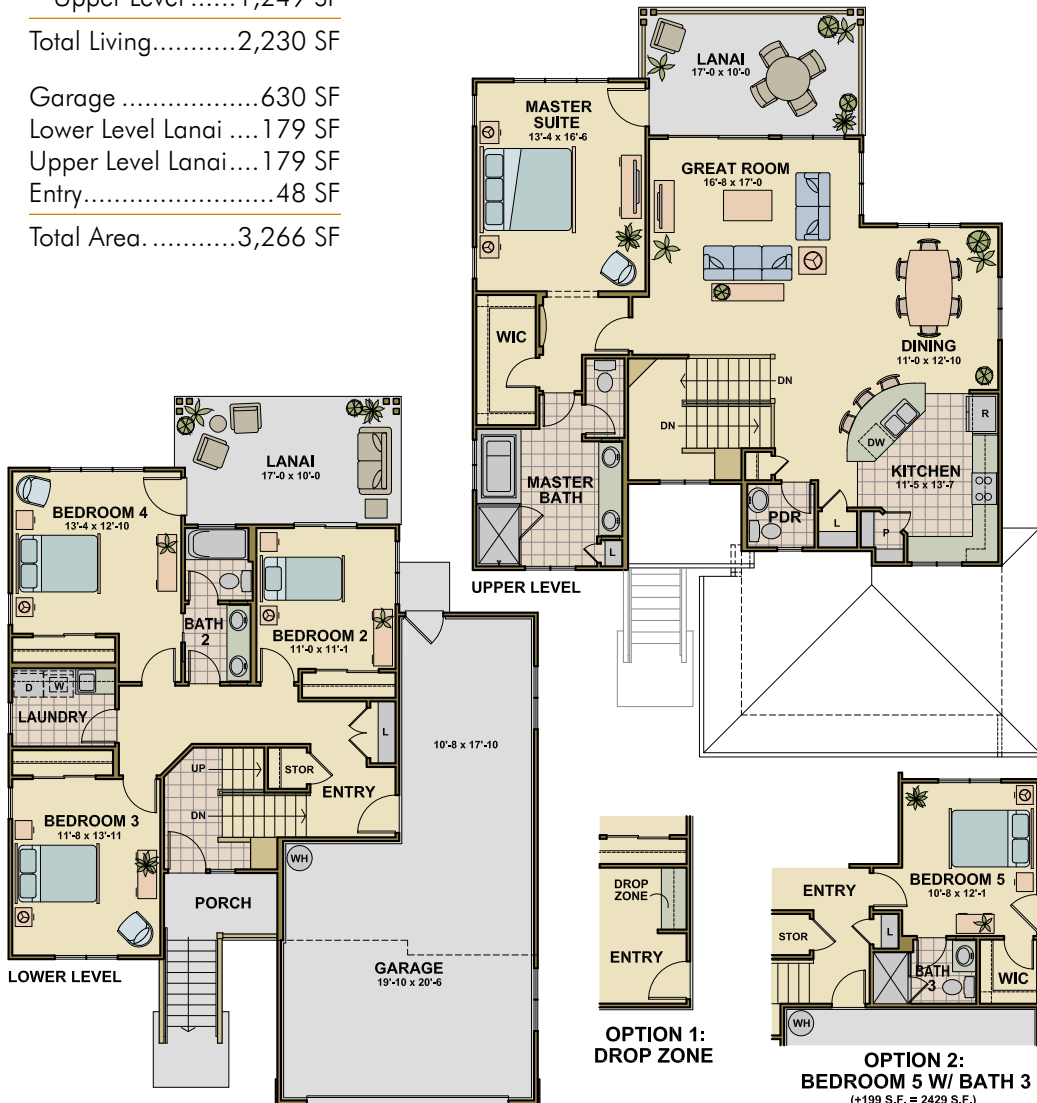 Upper Level ......1,249 SF
Total Living...........2,230 SF
Garage ..................630 SF
Lower Level Lanai ....179 SF
Upper Level Lanai....179 SF
Entry.........................48 SF
Total Area. ...........3,266 SF
LANAI
17'-0 x 10'-0
MASTER
SUITE
13'-4 x 16'-6
GREAT ROOM
16'-8 x 17'-0
WIC
DINING
11'-0 x 12'-10
DN
DN
R
DW
KITCHEN
11'-5 x 13'-7
MASTER
BATH
PDR
L
P
L
UPPER LEVEL
LANAI
17'-0 x 10'-0
BEDROOM 4
13'-4 x 12'-10
BATH
2
BEDROOM 2
11'-0 x 11'-1
D
W
LAUNDRY
L
10'-8 x 17'-10
UP
STOR
ENTRY
DN
BEDROOM 3
11'-8 x 13'-11
WH
PORCH
GARAGE
19'-10 x 20'-6
LOWER LEVEL
DROP
ZONE
ENTRY
OPTION 1:
DROP ZONE
BEDROOM 5
10'-8 x 12'-1
ENTRY
STOR
L
BATH
3
WIC
WH
OPTION 2:
BEDROOM 5 W/ BATH 3
(+199 S.F. = 2429 S.F.)